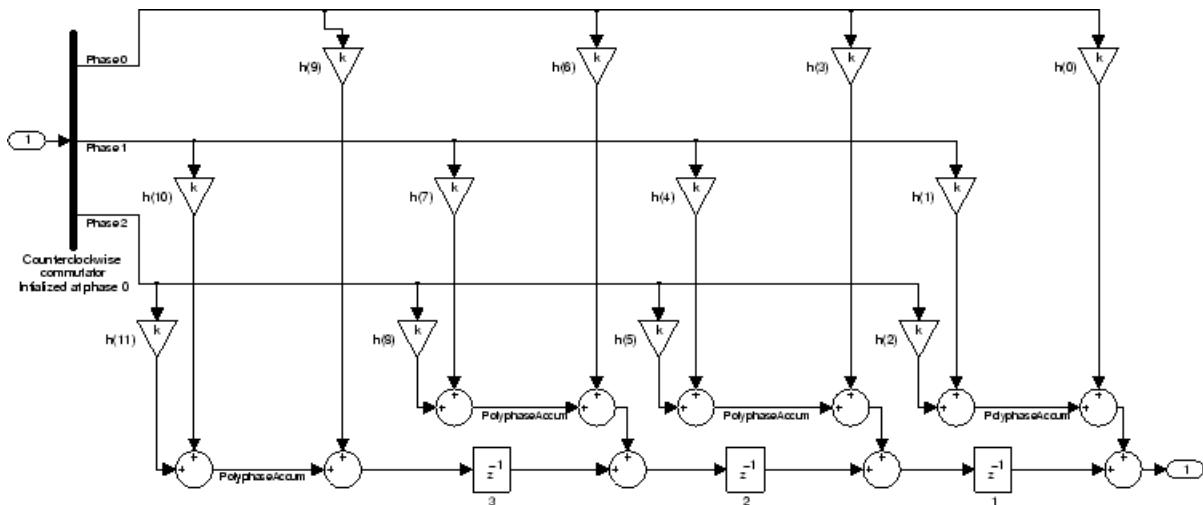 Phase 0
k
k
k
k
h(9)
h(6)
h(3)
h(0)
1
Phase 1
k
k
k
k
h(10)
h(7)
h(4)
h(1)
Phase 2
Counterclockwise
commutator
Intialized at phase 0
k
k
k
k
h(11)
h(8)
h(5)
h(2)
+
+
+
+
+
+
+
+
+
+
+
+
PolyphaseAccum
PolyphaseAccum
PolyphaseAccum
+
+
+
+
+
+
+
+
+
+
PolyphaseAccum
z⁻¹
z⁻¹
z⁻¹
1
3
2
1